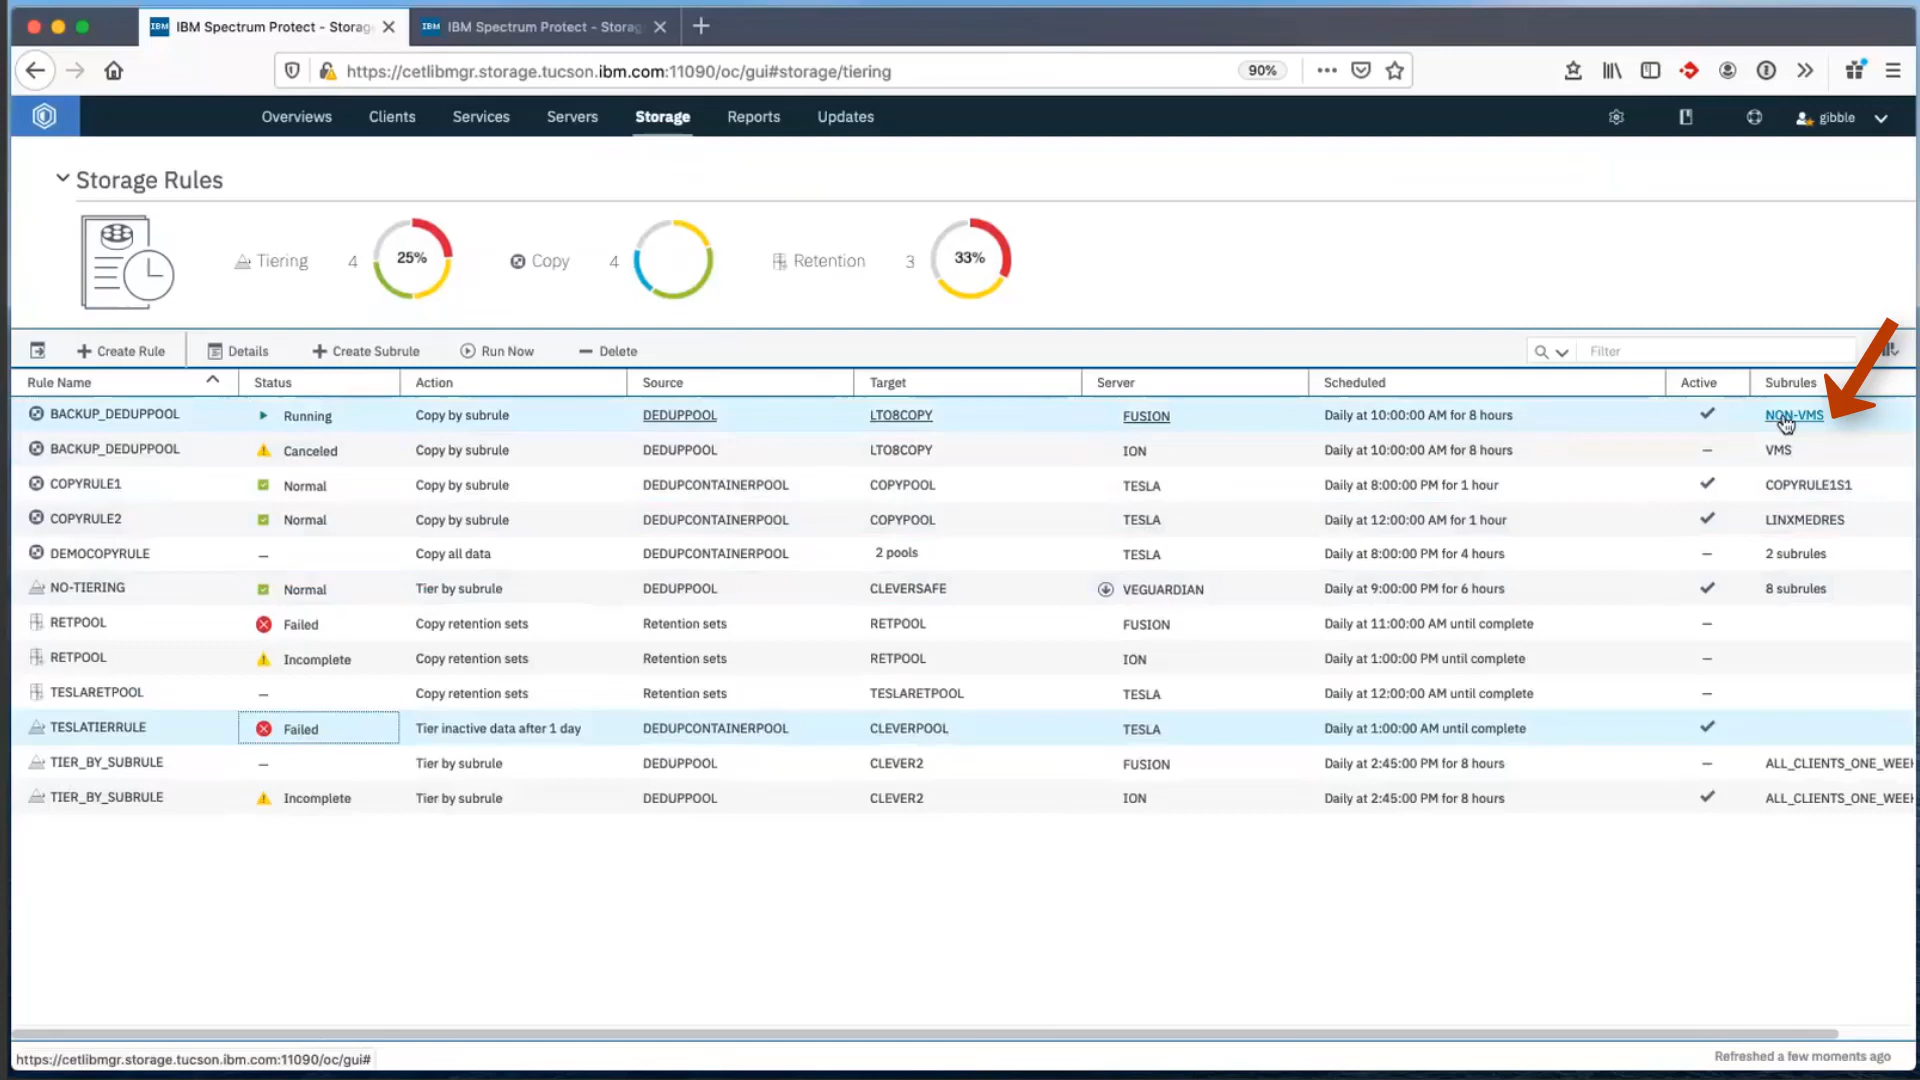 IBM IBM Spectrum Protect - Storag
IBM IBM Spectrum Protect - Storag
https://cetlibmgr.storage.tucson.ibm.com:11090/oc/gui#storage/tiering 90%
Overviews Clients Services Servers Storage Reports Updates gibble
Storage Rules
Tiering 4 25% Copy 4 Retention 3 33%
Create Rule Details Create Subrule Run Now Delete Filter
Rule Name Status Action Source Target Server Scheduled Active Subrules
BACKUP_DEDUPPOOL Running Copy by subrule DEDUPPOOL LTO8COPY FUSION Daily at 10:00:00 AM for 8 hours NON-VMS
BACKUP_DEDUPPOOL Canceled Copy by subrule DEDUPPOOL LTO8COPY ION Daily at 10:00:00 AM for 8 hours – VMS
COPYRULE1 Normal Copy by subrule DEDUPCONTAINERPOOL COPYPOOL TESLA Daily at 8:00:00 PM for 1 hour COPYRULE1S1
COPYRULE2 Normal Copy by subrule DEDUPCONTAINERPOOL COPYPOOL TESLA Daily at 12:00:00 AM for 1 hour LINXMEDRES
DEMOCOPYRULE – Copy all data DEDUPCONTAINERPOOL 2 pools TESLA Daily at 8:00:00 PM for 4 hours – 2 subrules
NO-TIERING Normal Tier by subrule DEDUPPOOL CLEVERSAFE VEGUARDIAN Daily at 9:00:00 PM for 6 hours 8 subrules
RETPOOL Failed Copy retention sets Retention sets RETPOOL FUSION Daily at 11:00:00 AM until complete –
RETPOOL Incomplete Copy retention sets Retention sets RETPOOL ION Daily at 1:00:00 PM until complete –
TESLARETPOOL – Copy retention sets Retention sets TESLARETPOOL TESLA Daily at 12:00:00 AM until complete –
TESLATIERRULE Failed Tier inactive data after 1 day DEDUPCONTAINERPOOL CLEVERPOOL TESLA Daily at 1:00:00 AM until complete
TIER_BY_SUBRULE – Tier by subrule DEDUPPOOL CLEVER2 FUSION Daily at 2:45:00 PM for 8 hours – ALL_CLIENTS_ONE_WEE
TIER_BY_SUBRULE Incomplete Tier by subrule DEDUPPOOL CLEVER2 ION Daily at 2:45:00 PM for 8 hours ALL_CLIENTS_ONE_WEE
https://cetlibmgr.storage.tucson.ibm.com:11090/oc/gui#
Refreshed a few moments ago